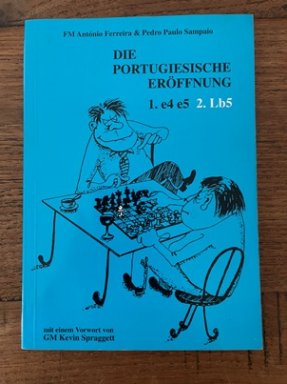 FM António Ferreira & Pedro Paulo Sampaio
DIE
PORTUGIESISCHE
ERÖFFNUNG
1. e4 e5 2. Lb5
mit einem Vorwort von
GM Kevin Spraggett